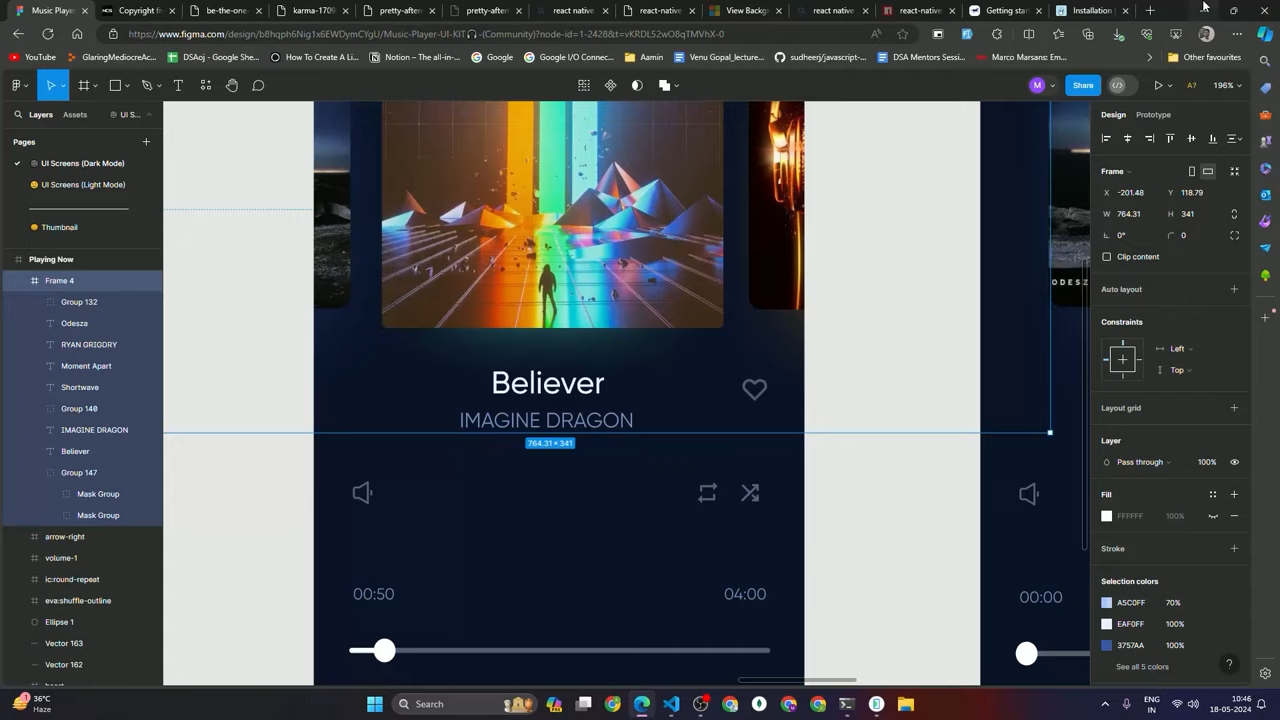 Music Playe
Copyright fr
be-the-one-
karma-1709
pretty-after
pretty-after
react native
react-native
View Backg
react native
react-native
Getting star
Installation
https://www.figma.com/design/b8hqph6Nig1x6EWDymCYgU/Music-Player-UI-KIT🎧-(Community)?node-id=1-2428&t=vKRDL52wO8qTMVhX-0
YouTube
GlaringMediocreAc...
DSAoj - Google She...
How To Create A Li...
Notion – The all-in-...
Google
Google I/O Connec...
Aamin
Venu Gopal_lecture...
sudheerj/javascript-...
DSA Mentors Sessi...
Marco Marsans: Em...
Other favourites
M
Share
A?
196%
Layers
Assets
UI S...
Pages
UI Screens (Dark Mode)
UI Screens (Light Mode)
Thumbnail
Playing Now
Frame 4
Group 132
Odesza
RYAN GRIGDRY
Moment Apart
Shortwave
Group 140
IMAGINE DRAGON
Believer
Group 147
Mask Group
Mask Group
arrow-right
volume-1
ic:round-repeat
eva:shuffle-outline
Ellipse 1
Vector 163
Vector 162
heart
Believer
IMAGINE DRAGON
764.31 × 341
00:50
04:00
ODESZ
00:00
Design
Prototype
Frame
X -201.48
Y 118.79
W 764.31
H 341
0°
0
Clip content
Auto layout
Constraints
Left
Top
Layout grid
Layer
Pass through
100%
Fill
FFFFFF
100%
Stroke
Selection colors
A5C0FF 70%
EAF0FF 100%
3757AA 100%
See all 5 colors
?
1
36°C
Haze
Search
ENG
IN
10:46
18-05-2024